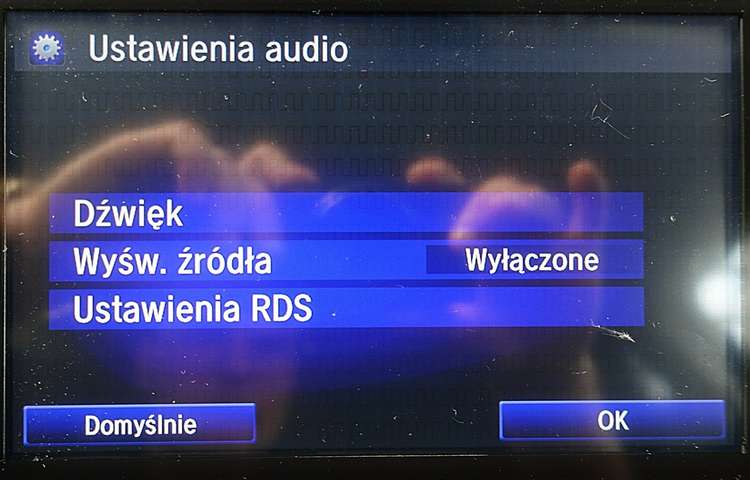 Ustawienia audio
Dźwięk
Wyśw. źródła Wyłączone
Ustawienia RDS
Domyślnie OK